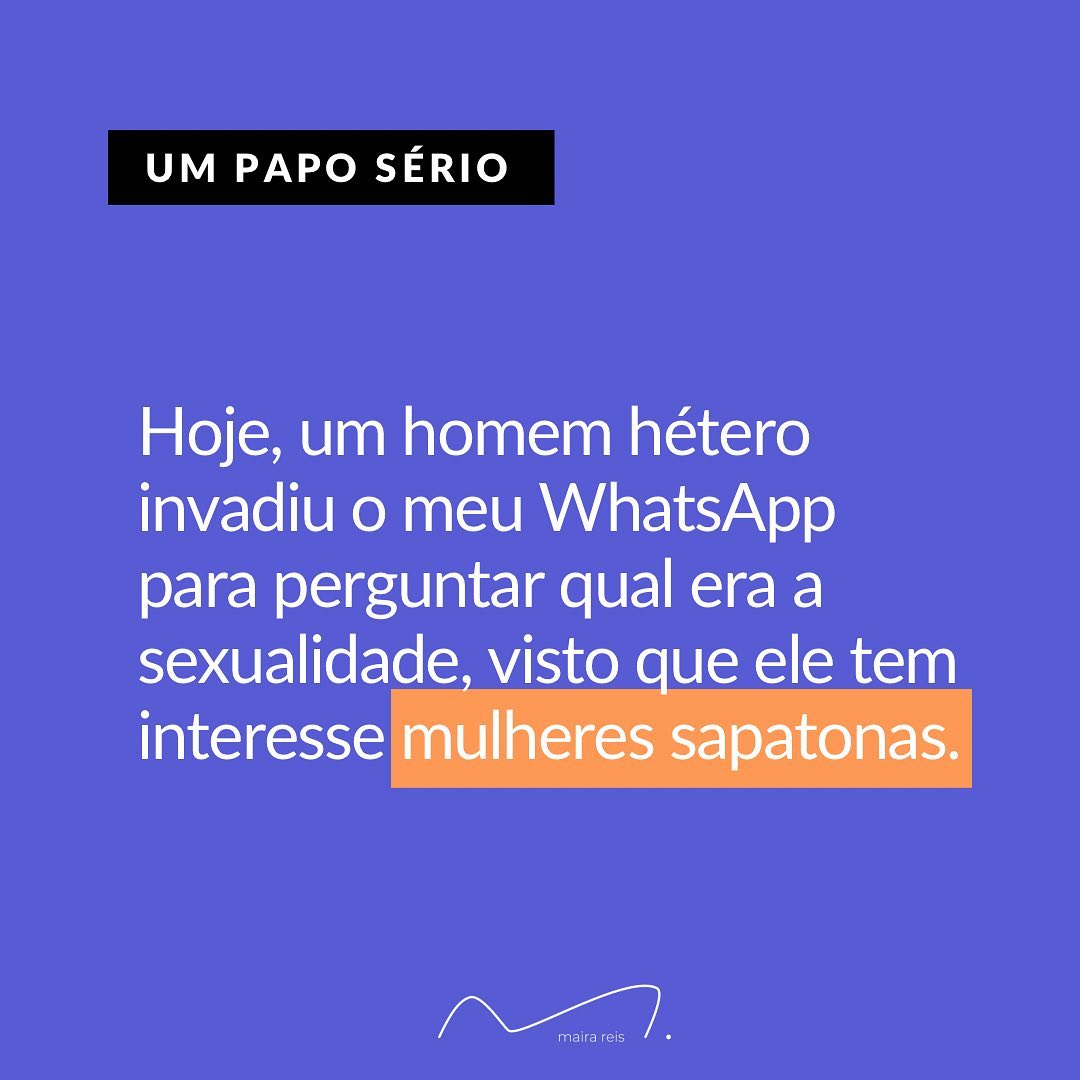 UM PAPO SÉRIO
Hoje, um homem hétero
invadiu o meu WhatsApp
para perguntar qual era a
sexualidade, visto que ele tem
interesse mulheres sapatonas.
maira reis